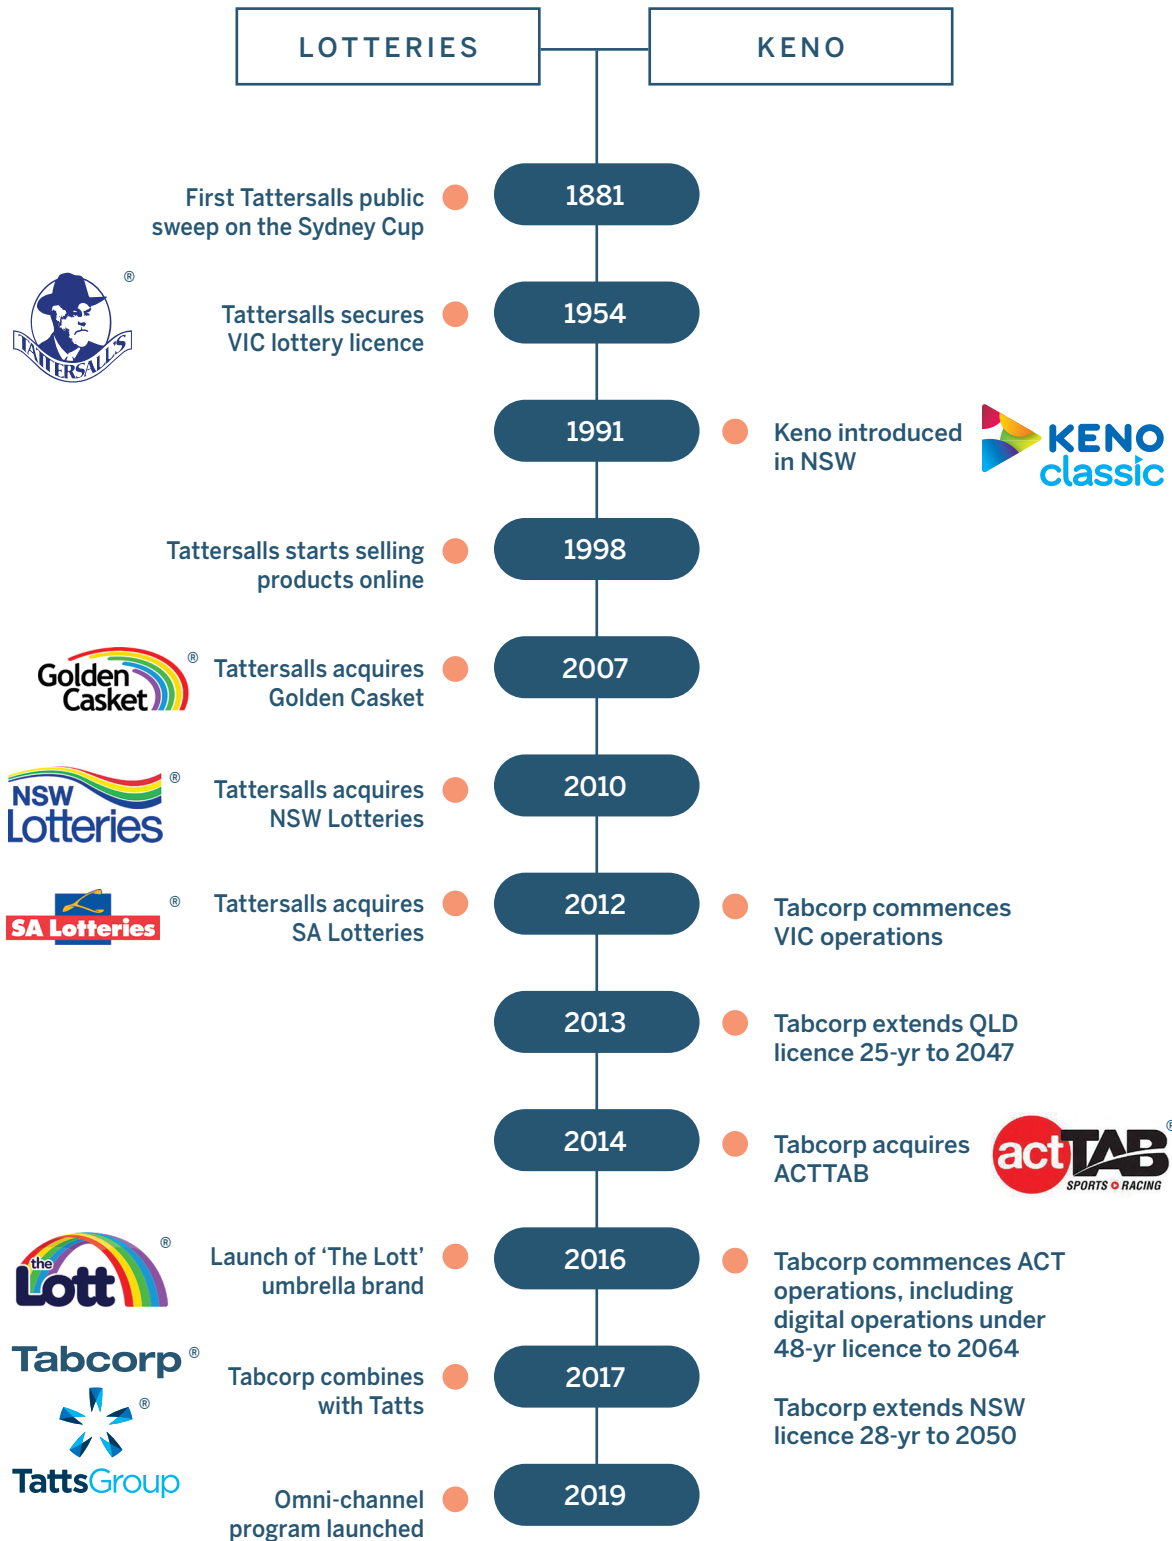 LOTTERIES
KENO
1881
First Tattersalls public
sweep on the Sydney Cup
®
TATTERSALL'S
1954
Tattersalls secures
VIC lottery licence
1991
Keno introduced
in NSW
KENO
classic
1998
Tattersalls starts selling
products online
Golden
Casket
®
2007
Tattersalls acquires
Golden Casket
NSW
Lotteries
®
2010
Tattersalls acquires
NSW Lotteries
SA Lotteries
®
2012
Tattersalls acquires
SA Lotteries
Tabcorp commences
VIC operations
2013
Tabcorp extends QLD
licence 25-yr to 2047
2014
Tabcorp acquires
ACTTAB
actTAB
®
SPORTS RACING
the
Lott
®
2016
Launch of ‘The Lott’
umbrella brand
Tabcorp commences ACT
operations, including
digital operations under
48-yr licence to 2064
Tabcorp extends NSW
licence 28-yr to 2050
Tabcorp ®
®
TattsGroup
2017
Tabcorp combines
with Tatts
2019
Omni-channel
program launched